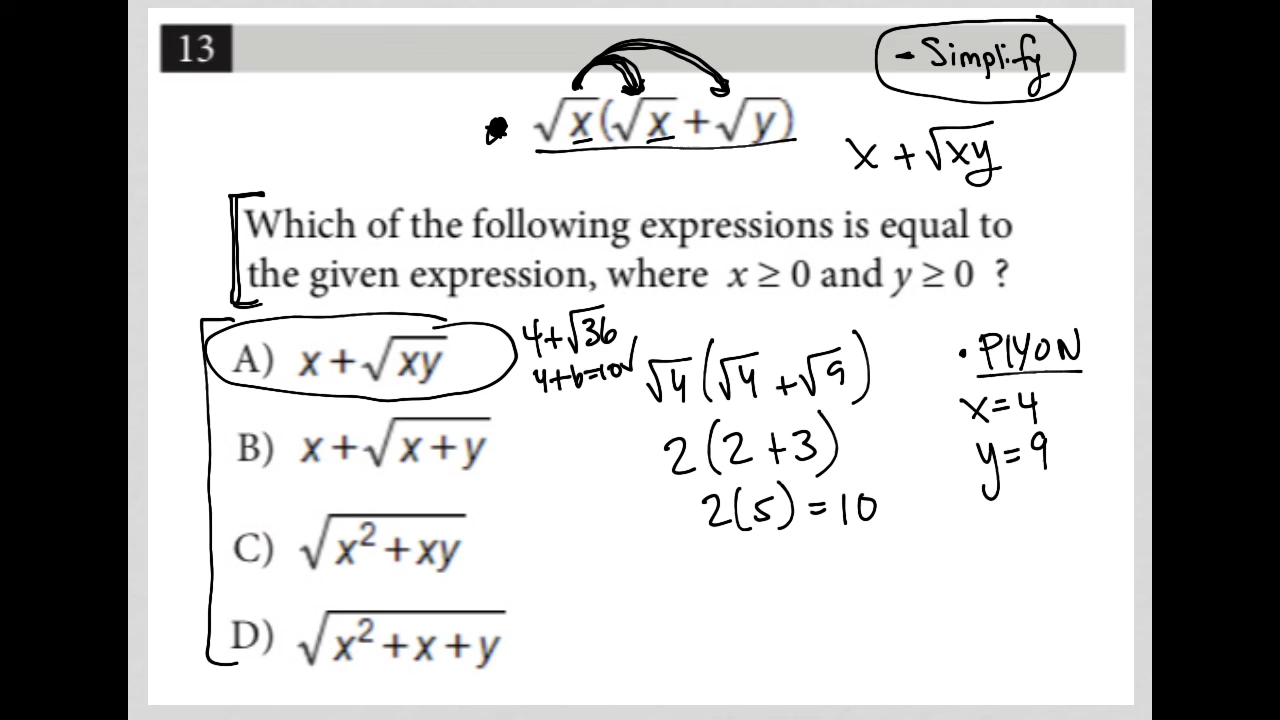 13
- Simplify
√x(√x + √y)
x + √xy
Which of the following expressions is equal to
the given expression, where x ≥ 0 and y ≥ 0 ?
A) x + √xy
4+√36
4+6=10✓
B) x + √x + y
C) √x² + xy
D) √x² + x + y
√4(√4 + √9)
2(2+3)
2(5) = 10
• PIYON
x=4
y=9